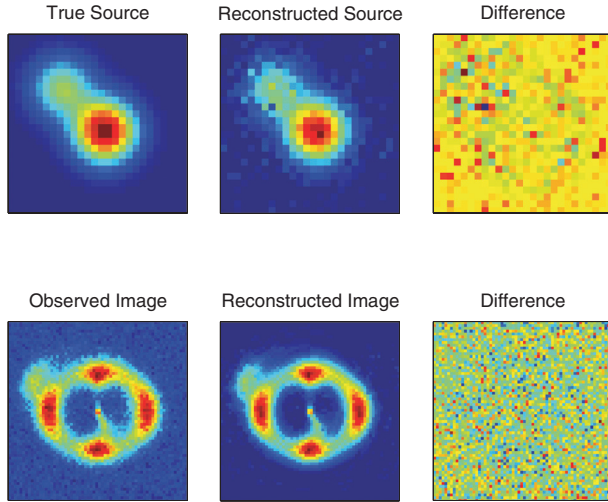 True Source
Reconstructed Source
Difference
Observed Image
Reconstructed Image
Difference